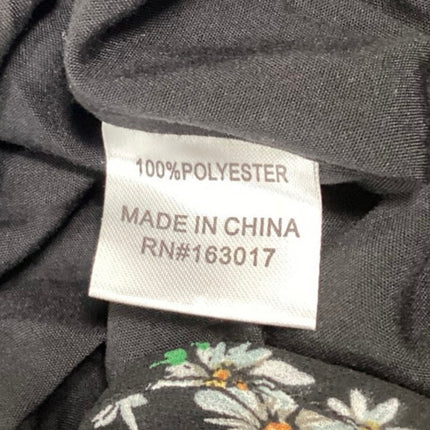 100%POLYESTER
MADE IN CHINA
RN#163017